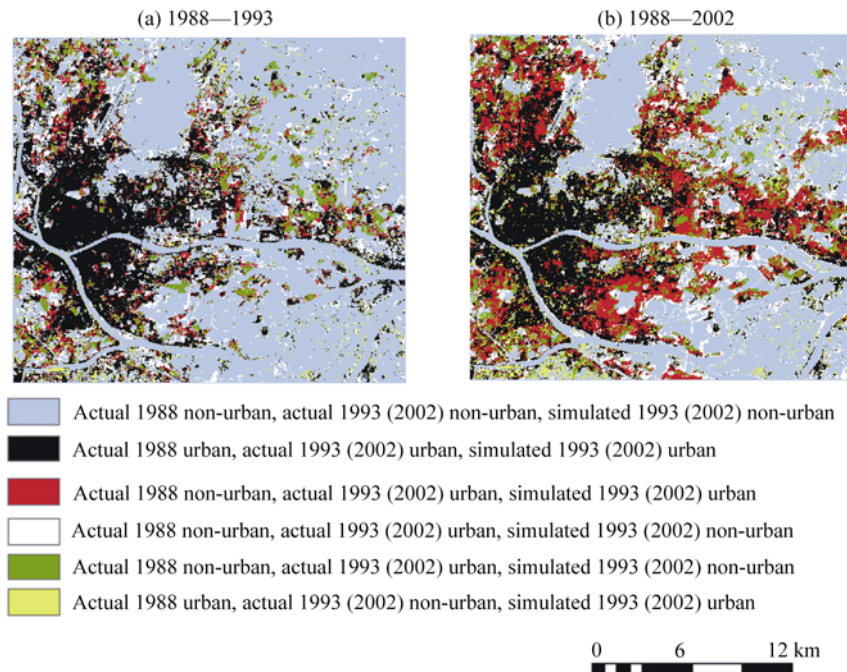 (a) 1988—1993
(b) 1988—2002
Actual 1988 non-urban, actual 1993 (2002) non-urban, simulated 1993 (2002) non-urban
Actual 1988 urban, actual 1993 (2002) urban, simulated 1993 (2002) urban
Actual 1988 non-urban, actual 1993 (2002) urban, simulated 1993 (2002) urban
Actual 1988 non-urban, actual 1993 (2002) urban, simulated 1993 (2002) non-urban
Actual 1988 non-urban, actual 1993 (2002) urban, simulated 1993 (2002) non-urban
Actual 1988 urban, actual 1993 (2002) non-urban, simulated 1993 (2002) urban
0 6 12 km